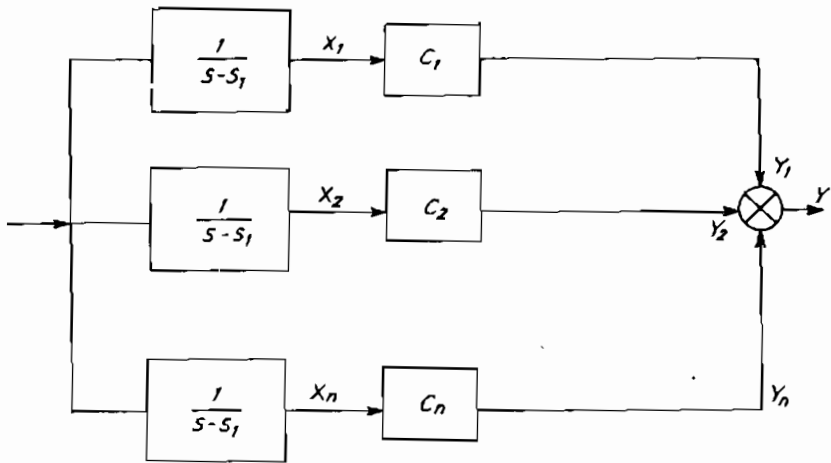 1/(S-S₁) X₁ C₁
Y₁
1/(S-S₁) X₂ C₂ Y₂ Y
1/(S-S₁) Xn Cn Yn